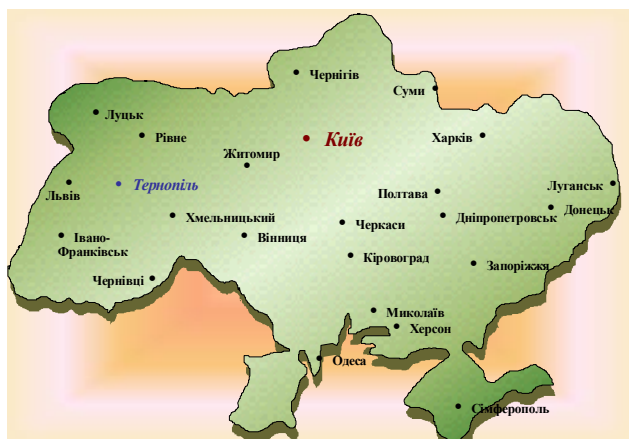 Чернігів
Суми
Луцьк
Рівне
Київ
Харків
Житомир
Тернопіль
Львів
Полтава
Луганськ
Хмельницький
Черкаси
Дніпропетровськ
Донецьк
Івано-
Франківськ
Вінниця
Кіровоград
Запоріжжя
Чернівці
Миколаїв
Херсон
Одеса
Сімферополь